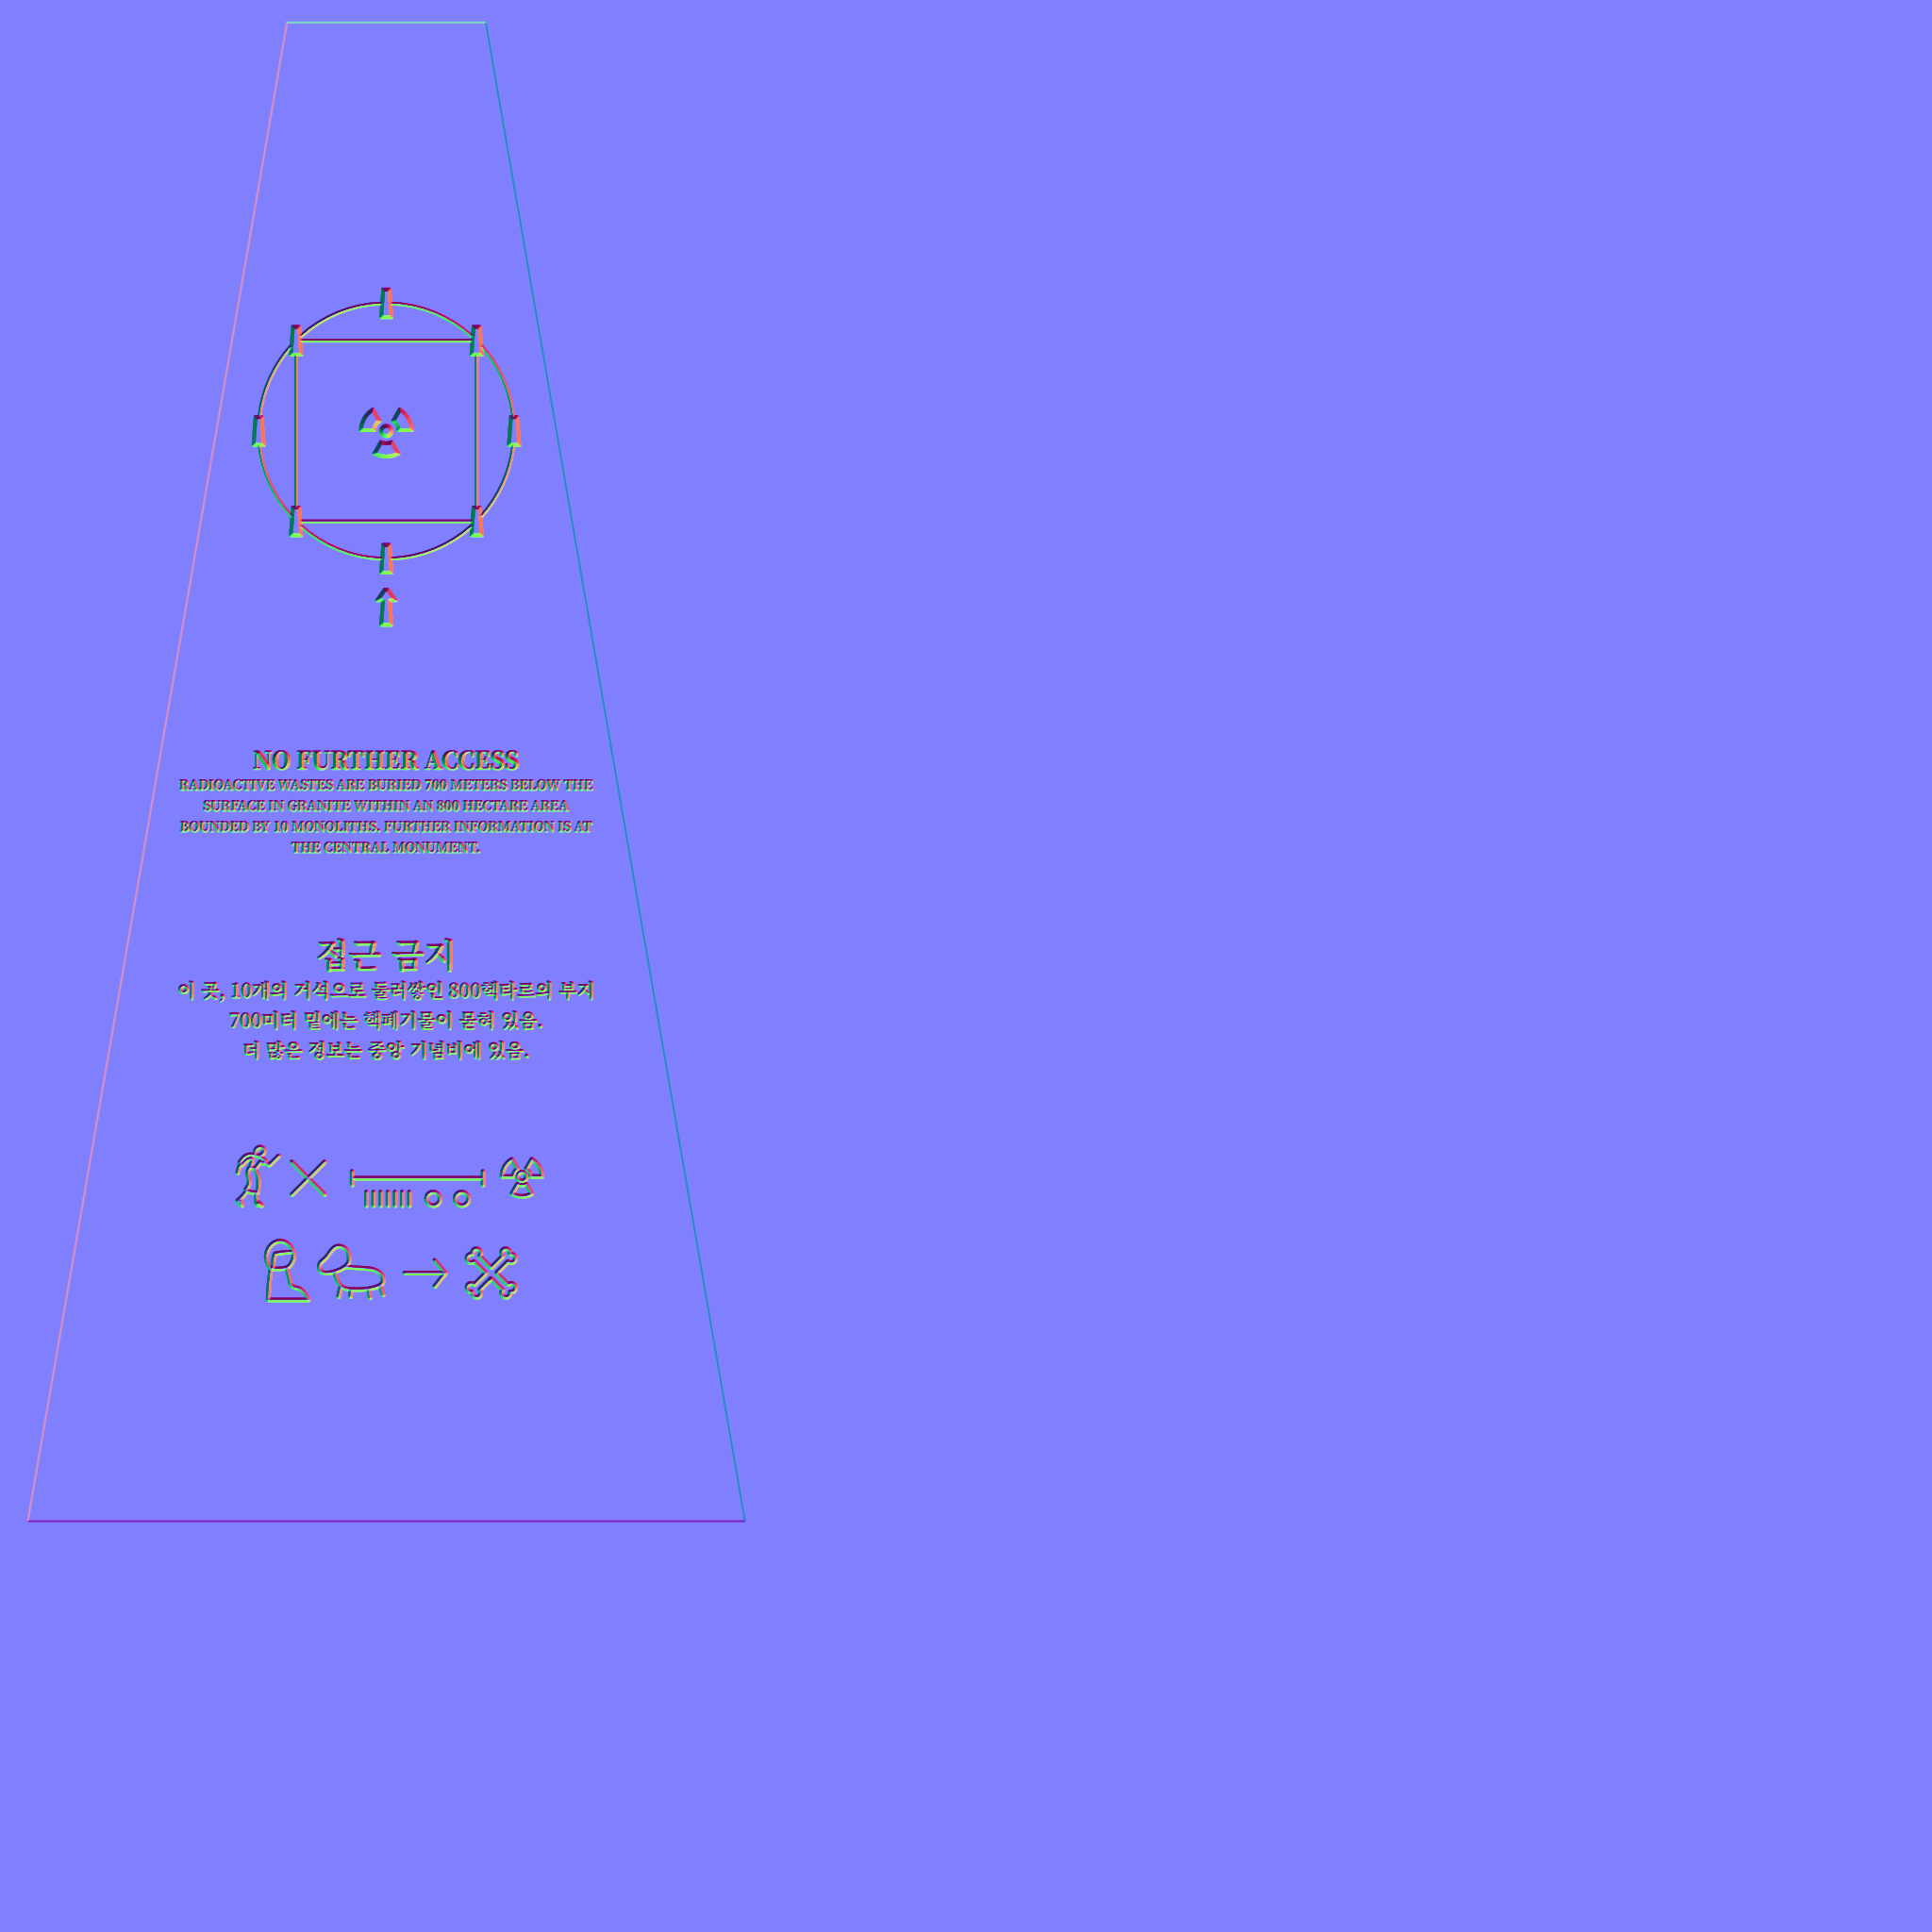 NO FURTHER ACCESS
RADIOACTIVE WASTES ARE BURIED 700 METERS BELOW THE
SURFACE IN GRANITE WITHIN AN 800 HECTARE AREA
BOUNDED BY 10 MONOLITHS. FURTHER INFORMATION IS AT
THE CENTRAL MONUMENT.
접근 금지
이 곳, 10개의 거석으로 둘러쌓인 800헥타르의 부지
700미터 밑에는 핵폐기물이 묻혀 있음.
더 많은 정보는 중앙 기념비에 있음.